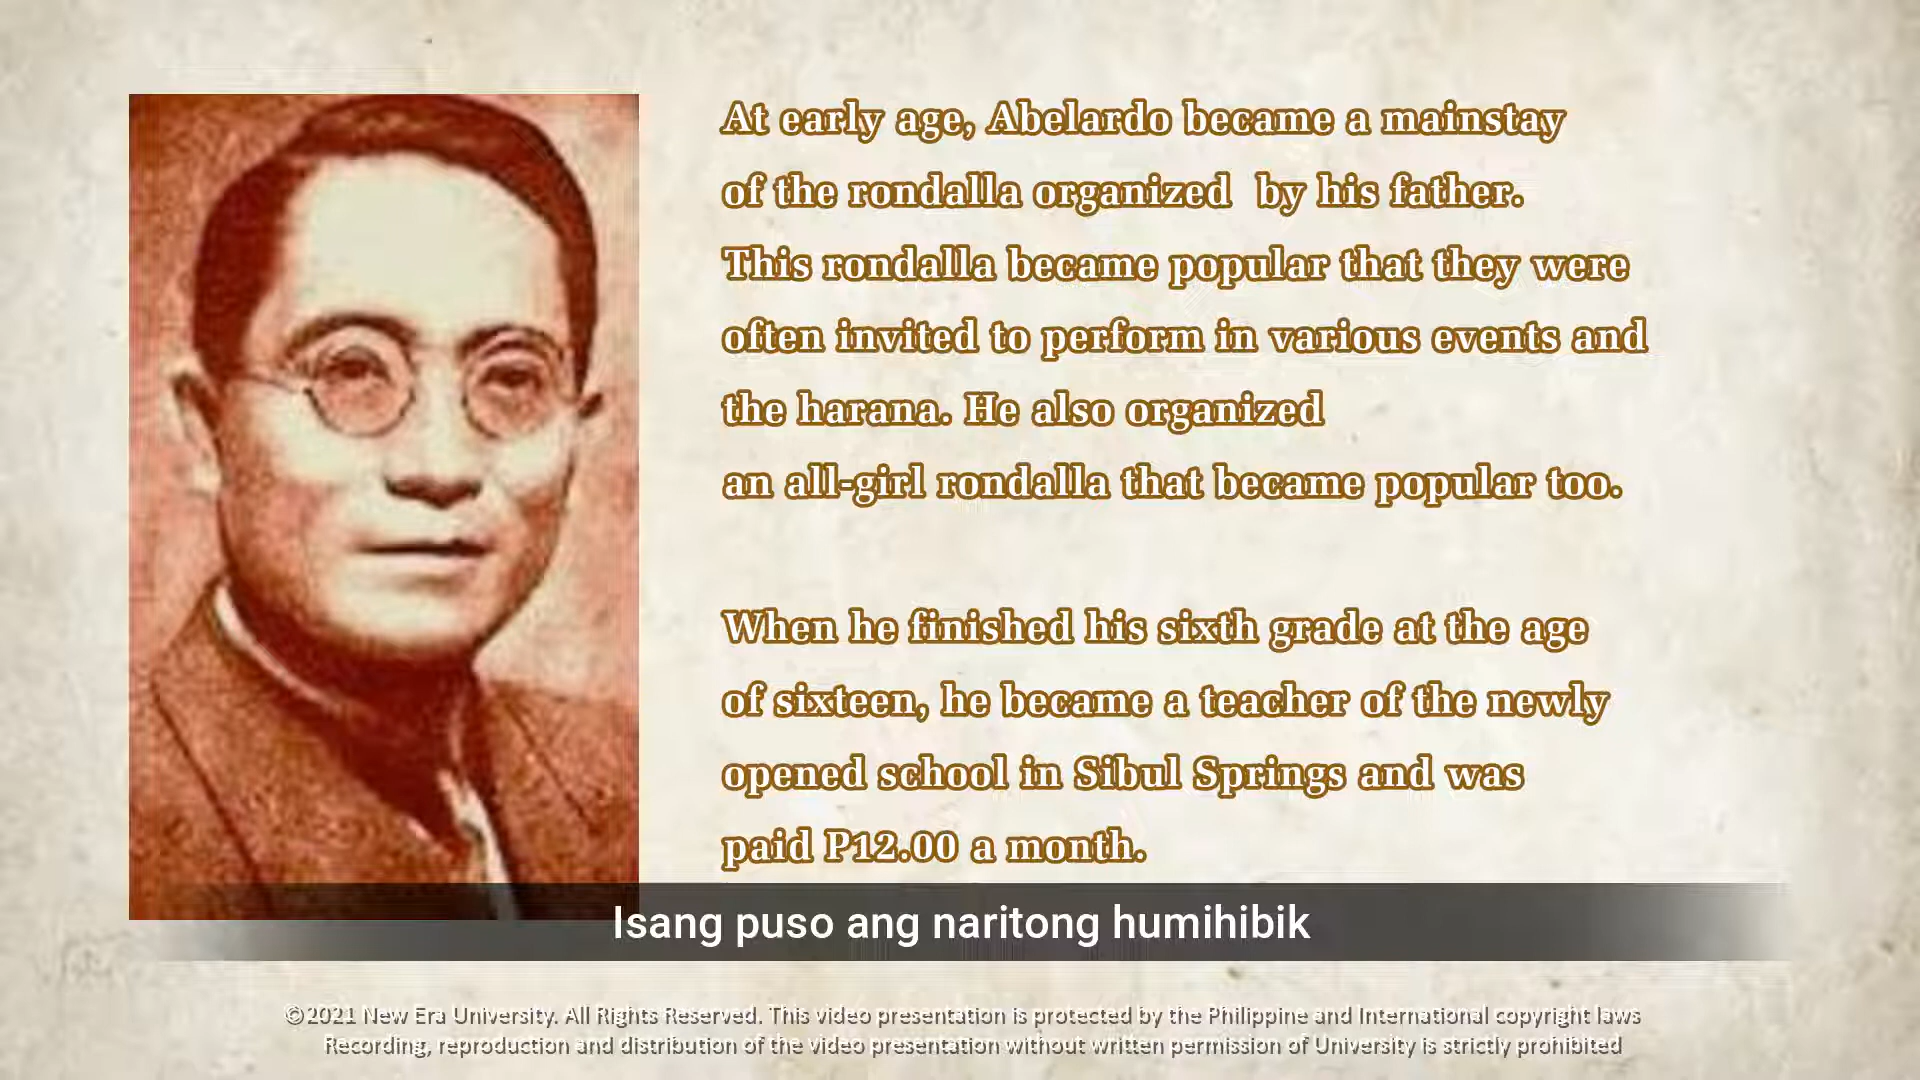 At early age, Abelardo became a mainstay
of the rondalla organized by his father.
This rondalla became popular that they were
often invited to perform in various events and
the harana. He also organized
an all-girl rondalla that became popular too.
When he finished his sixth grade at the age
of sixteen, he became a teacher of the newly
opened school in Sibul Springs and was
paid P12.00 a month.
Isang puso ang naritong humihibik
©2021 New Era University. All Rights Reserved. This video presentation is protected by the Philippine and International copyright laws
Recording, reproduction and distribution of the video presentation without written permission of University is strictly prohibited